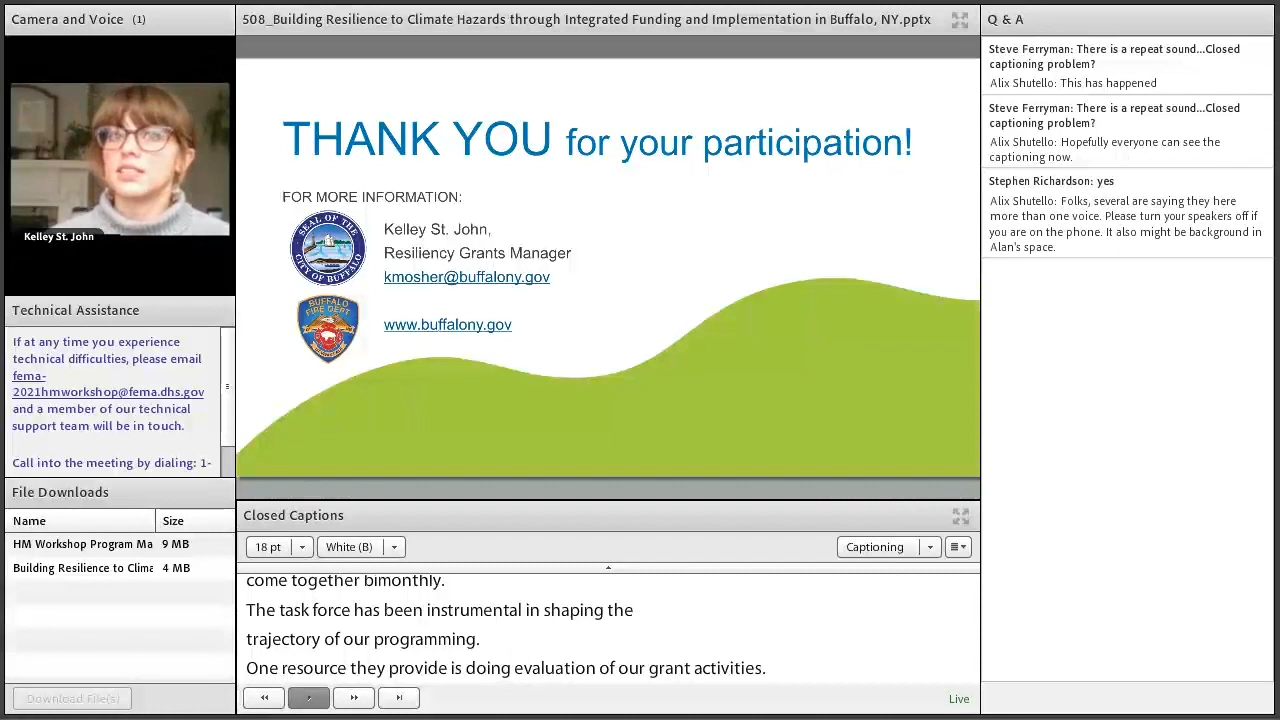 Camera and Voice (1)
Kelley St. John
Technical Assistance
If at any time you experience
technical difficulties, please email
fema-
2021hmworkshop@fema.dhs.gov
and a member of our technical
support team will be in touch.
Call into the meeting by dialing: 1-
File Downloads
Name Size
HM Workshop Program Ma 9 MB
Building Resilience to Clima 4 MB
Download File(s)
508_Building Resilience to Climate Hazards through Integrated Funding and Implementation in Buffalo, NY.pptx
THANK YOU for your participation!
FOR MORE INFORMATION:
SEAL OF THE
CITY OF BUFFALO
Kelley St. John,
Resiliency Grants Manager
kmosher@buffalony.gov
BUFFALO
FIRE DEPT
www.buffalony.gov
Closed Captions
18 pt White (B) Captioning
come together bimonthly.
The task force has been instrumental in shaping the
trajectory of our programming.
One resource they provide is doing evaluation of our grant activities.
Live
Q & A
Steve Ferryman: There is a repeat sound...Closed
captioning problem?
Alix Shutello: This has happened
Steve Ferryman: There is a repeat sound...Closed
captioning problem?
Alix Shutello: Hopefully everyone can see the
captioning now.
Stephen Richardson: yes
Alix Shutello: Folks, several are saying they here
more than one voice. Please turn your speakers off if
you are on the phone. It also might be background in
Alan's space.